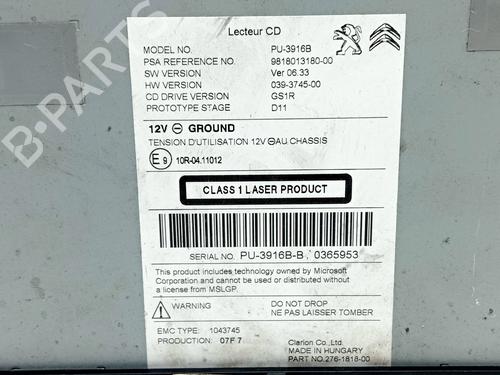 Lecteur CD
MODEL NO. PU-3916B
PSA REFERENCE NO. 9818013180-00
SW VERSION Ver 06.33
HW VERSION 039-3745-00
CD DRIVE VERSION GS1R
PROTOTYPE STAGE D11
12V ⊖ GROUND
TENSION D'UTILISATION 12V ⊖AU CHASSIS
E9 10R-04.11012
CLASS 1 LASER PRODUCT
SERIAL NO. PU-3916B-B 0365953
This product includes technology owned by Microsoft
Corporation and cannot be used or distributed without
a license from MSLGP.
WARNING DO NOT DROP
NE PAS LAISSER TOMBER
EMC TYPE: 1043745
PRODUCTION: 07F7
Clarion Co.,Ltd.
MADE IN HUNGARY
PART NO.276-1818-00
B-PARTS